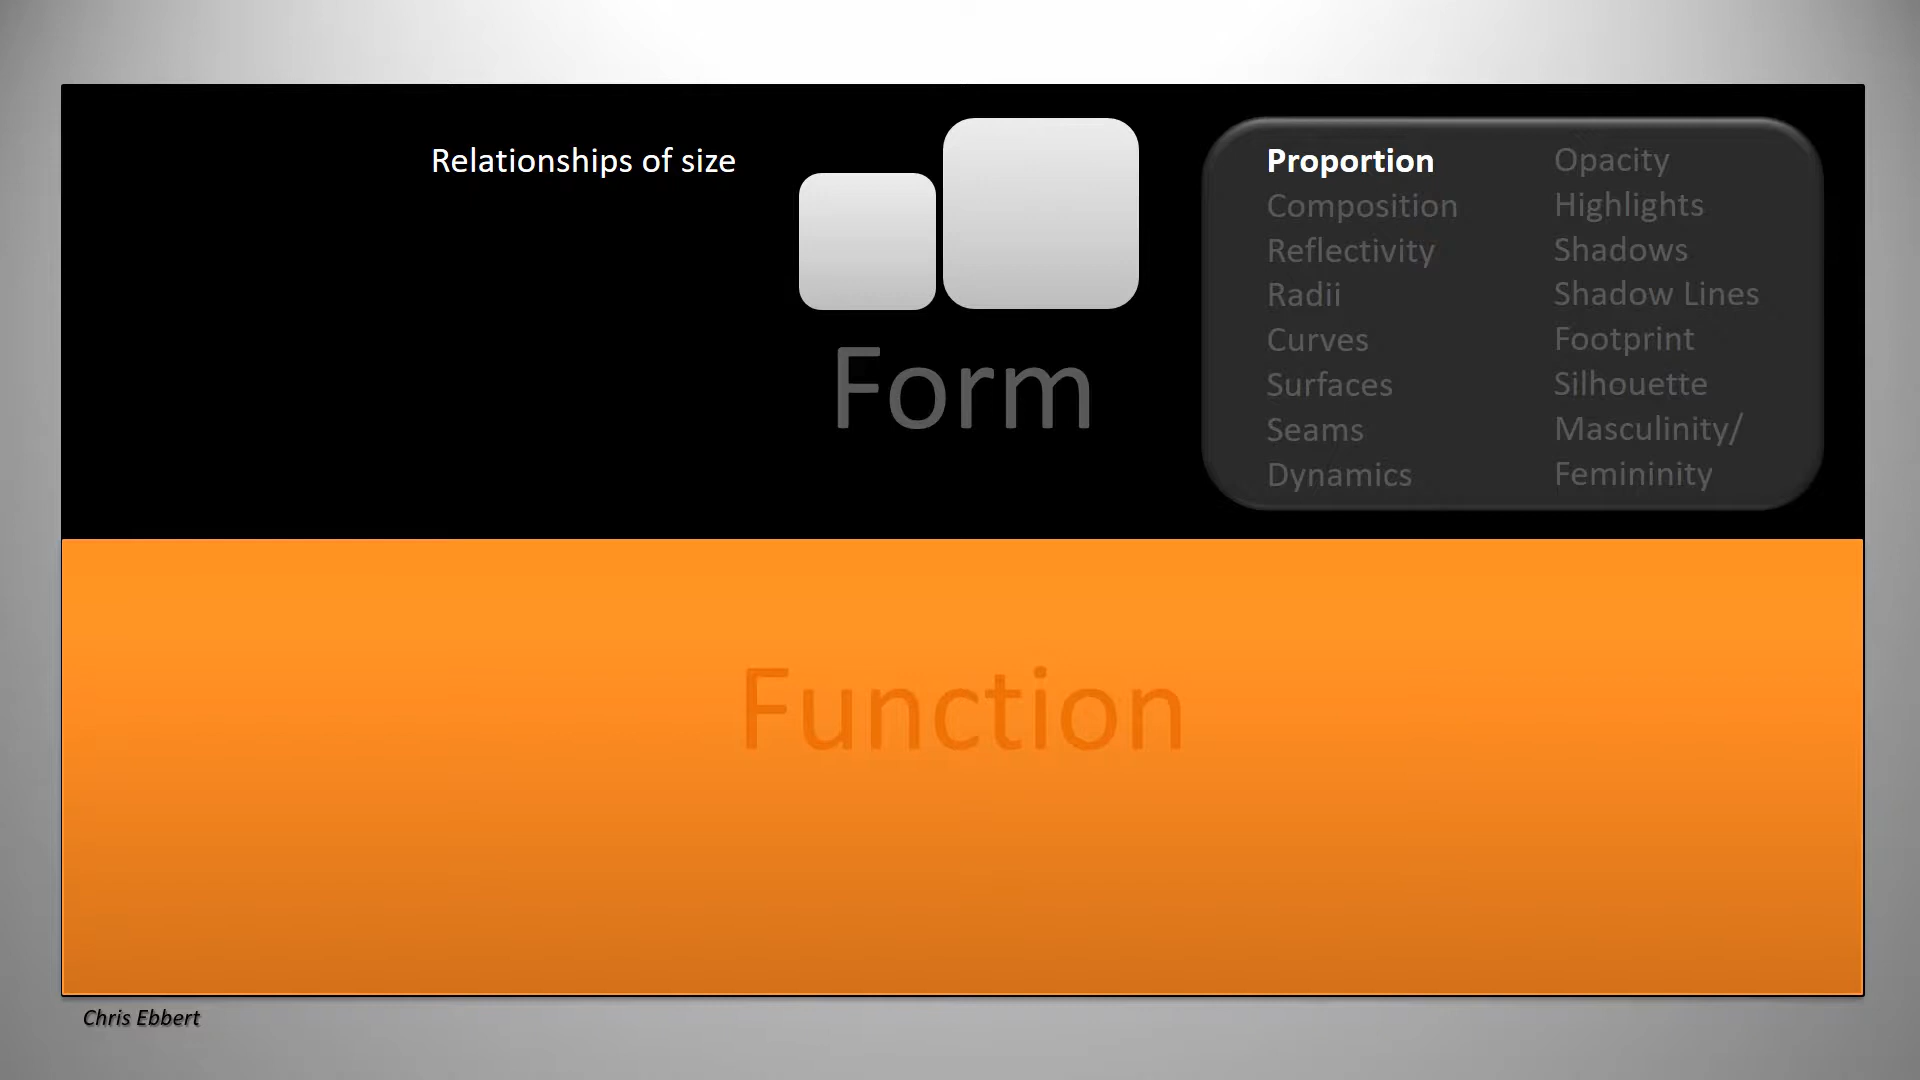 Relationships of size
Form
Proportion
Composition
Reflectivity
Radii
Curves
Surfaces
Seams
Dynamics
Opacity
Highlights
Shadows
Shadow Lines
Footprint
Silhouette
Masculinity/
Femininity
Function
Chris Ebbert